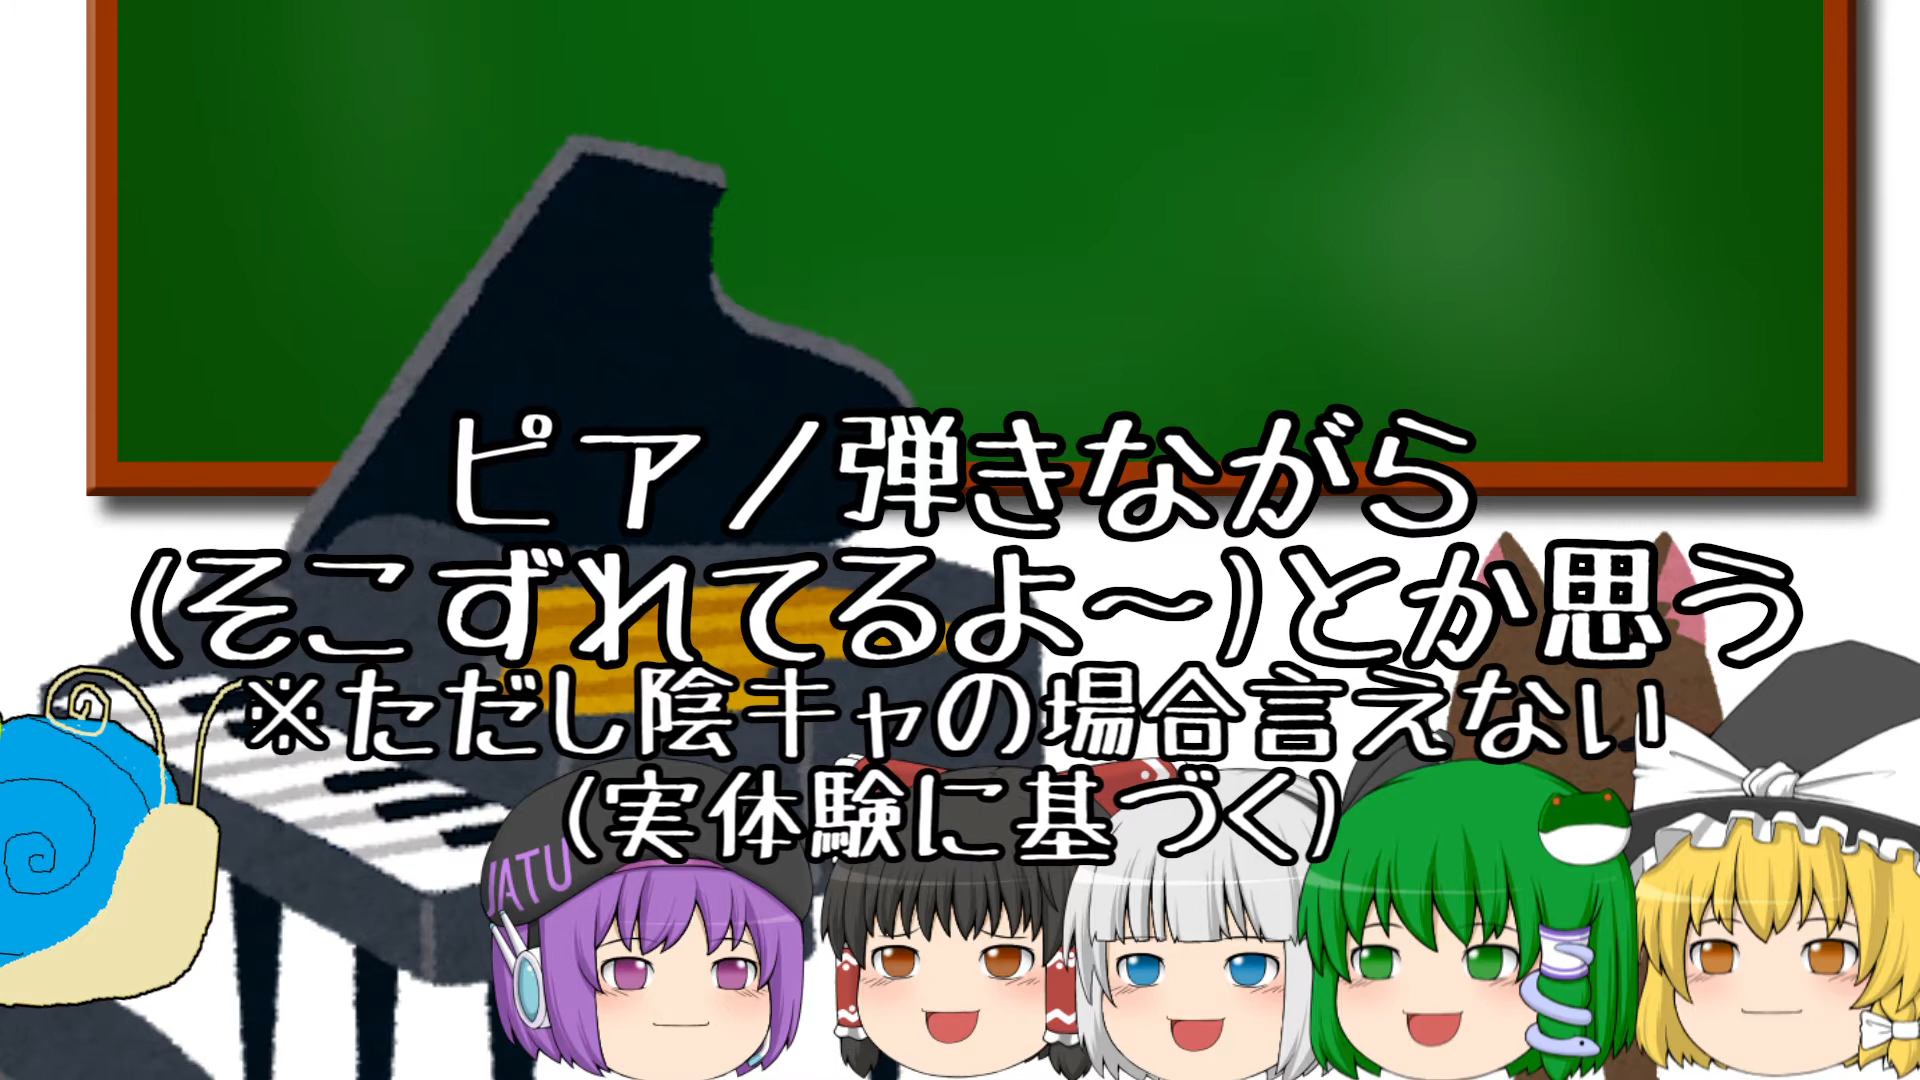 ピアノ弾きながら
(そこずれてるよ～)とか思う
※ただし陰キャの場合言えない
(実体験に基づく)